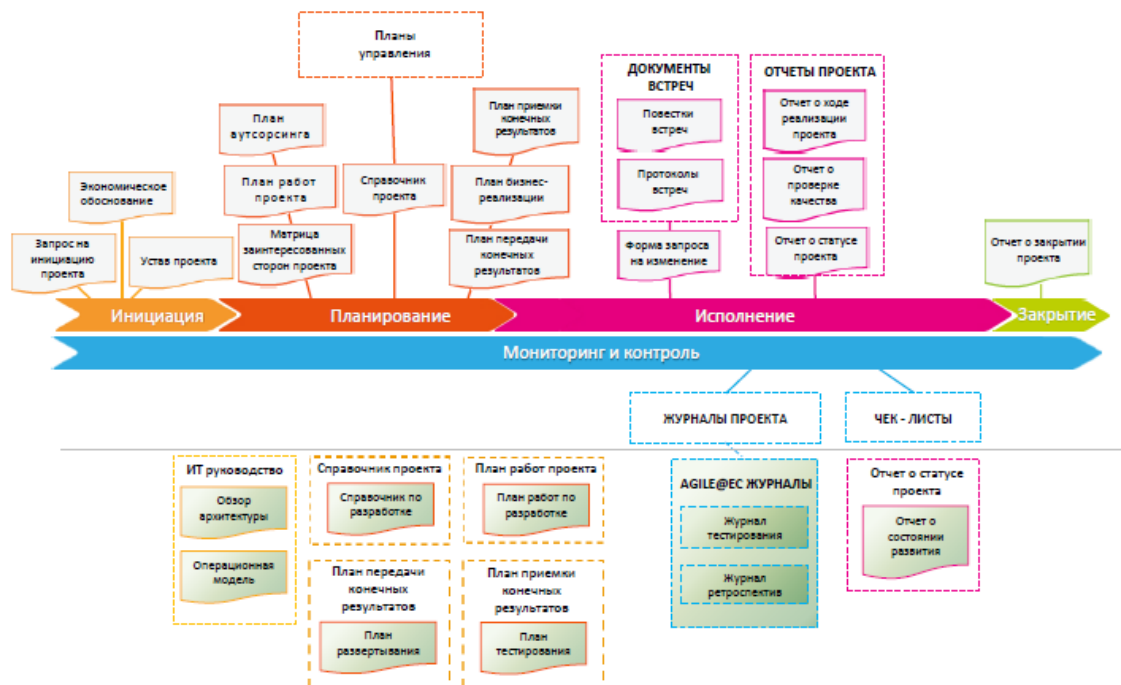 Планы
управления
ДОКУМЕНТЫ
ВСТРЕЧ
ОТЧЕТЫ ПРОЕКТА
План
аутсорсинга
План приемки
конечных
результатов
Повестки
встреч
Отчет о ходе
реализации
проекта
Экономическое
обоснование
План работ
проекта
Справочник
проекта
План бизнес-
реализации
Протоколы
встреч
Отчет о
проверке
качества
Запрос на
инициацию
проекта
Устав проекта
Матрица
заинтересованных
сторон проекта
План передачи
конечных
результатов
Форма запроса
на изменение
Отчет о статусе
проекта
Отчет о закрытии
проекта
Инициация
Планирование
Исполнение
Закрытие
Мониторинг и контроль
ЖУРНАЛЫ ПРОЕКТА
ЧЕК - ЛИСТЫ
ИТ руководство
Обзор
архитектуры
Операционная
модель
Справочник проекта
Справочник по
разработке
План работ проекта
План работ по
разработке
План передачи
конечных
результатов
План
развертывания
План приемки
конечных
результатов
План
тестирования
AGILE@EC ЖУРНАЛЫ
Журнал
тестирования
Журнал
ретроспектив
Отчет о статусе
проекта
Отчет о
состоянии
развития